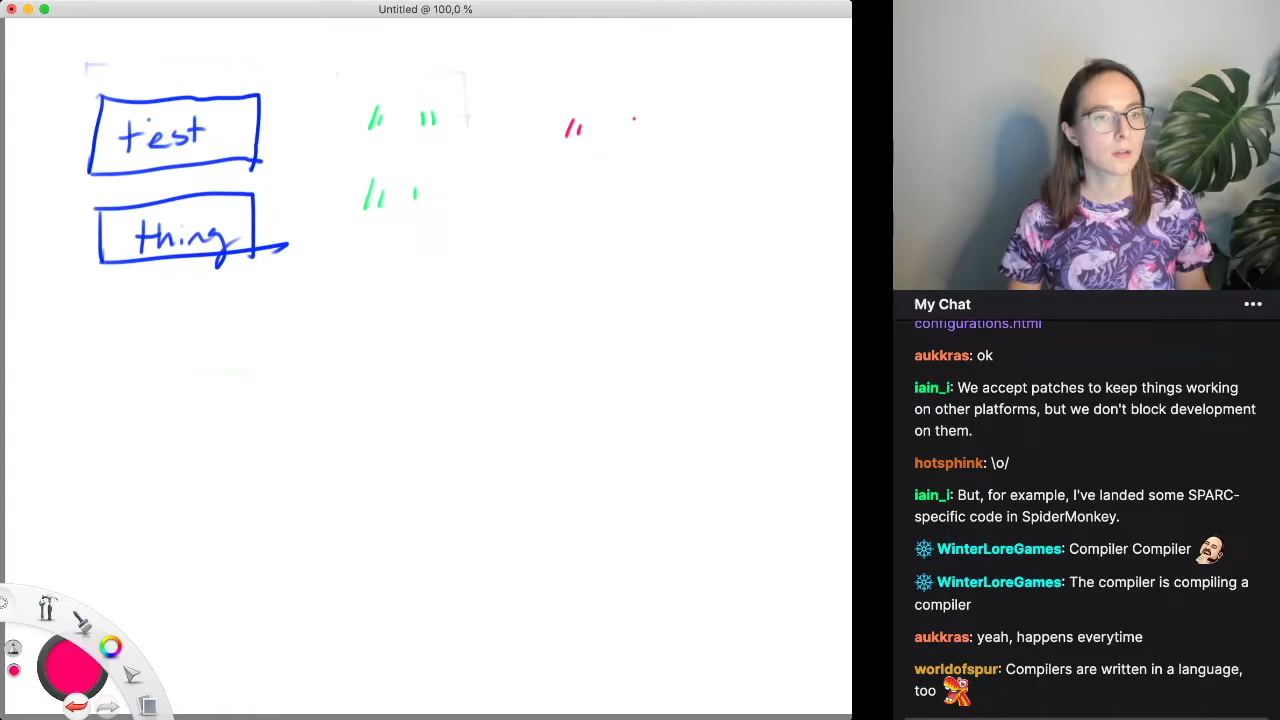 Untitled @ 100,0 %
test
thing
My Chat
configurations.html
aukkras: ok
iain_i: We accept patches to keep things working
on other platforms, but we don't block development
on them.
hotsphink: \o/
iain_i: But, for example, I've landed some SPARC-
specific code in SpiderMonkey.
WinterLoreGames: Compiler Compiler
WinterLoreGames: The compiler is compiling a
compiler
aukkras: yeah, happens everytime
worldofspur: Compilers are written in a language,
too